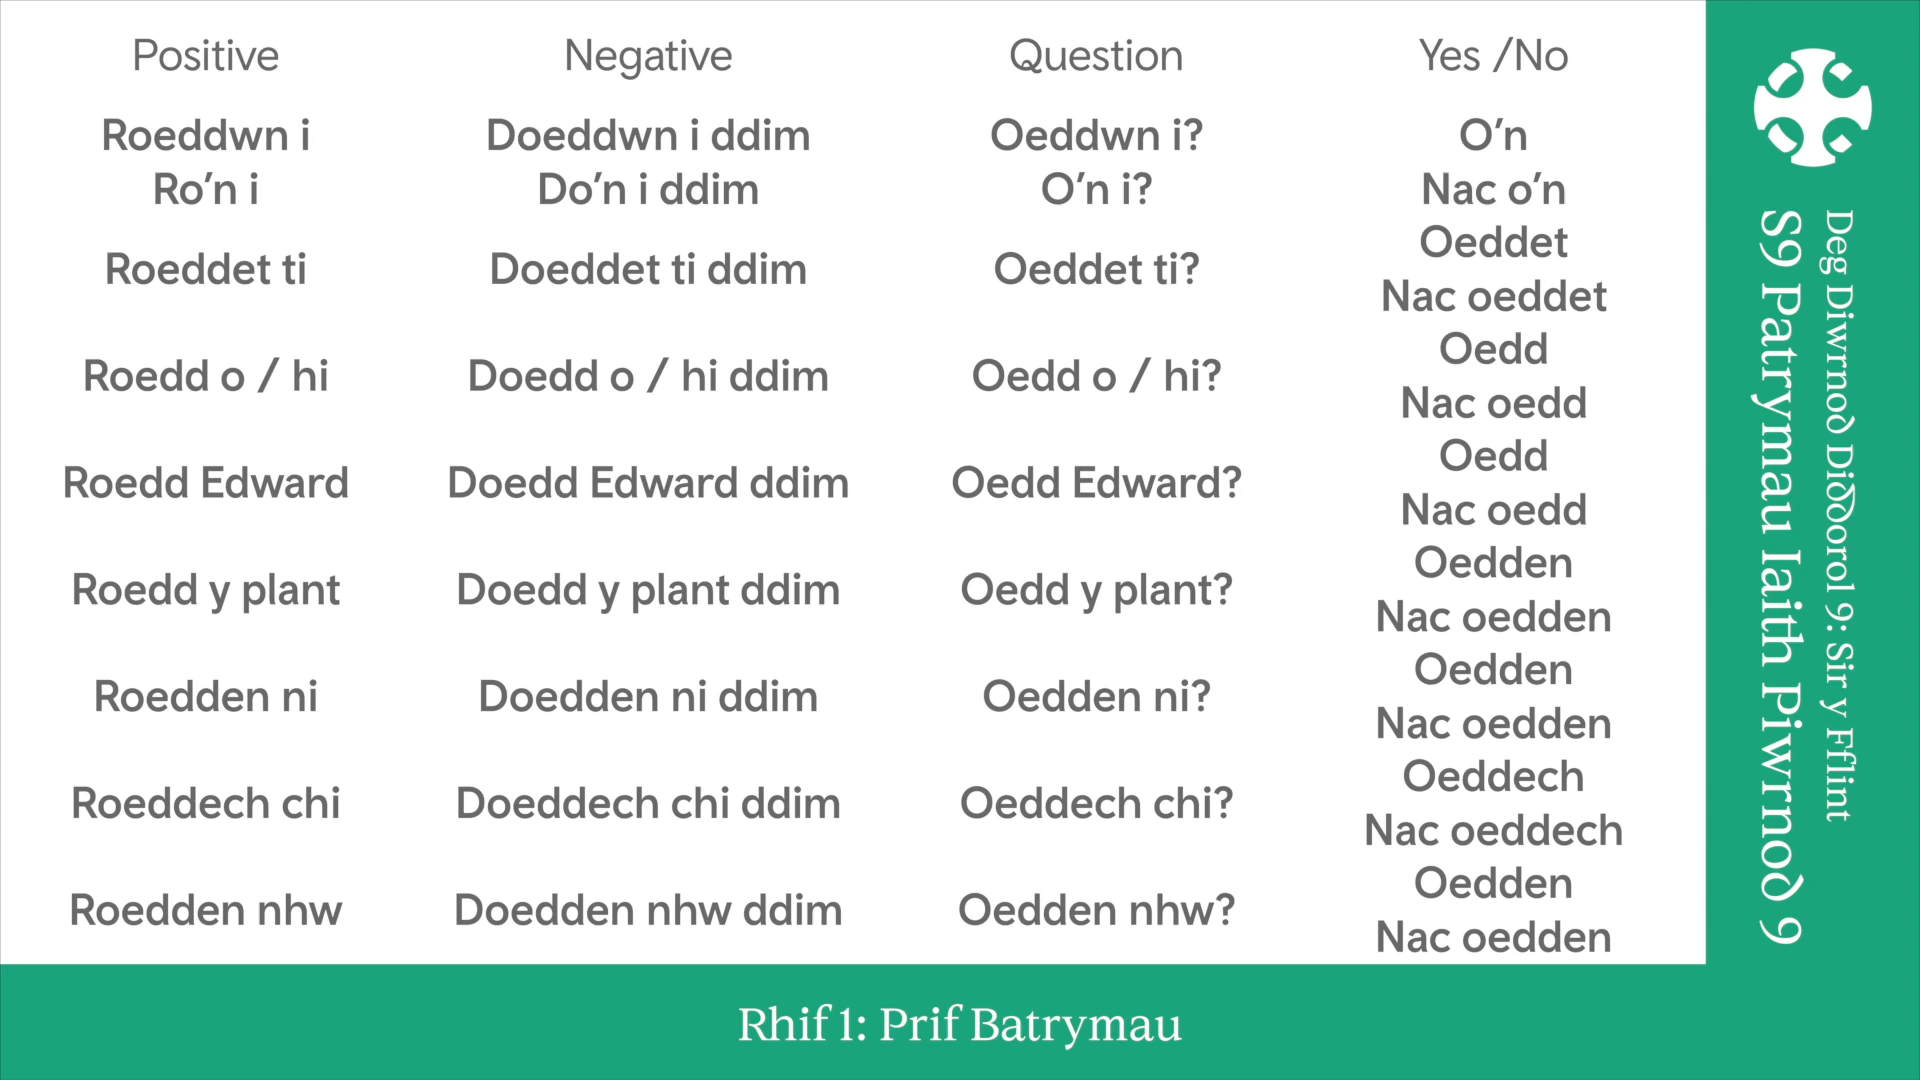 Positive Negative Question Yes /No
Roeddwn i Doeddwn i ddim Oeddwn i? O’n
Ro’n i Do’n i ddim O’n i? Nac o’n
Roeddet ti Doeddet ti ddim Oeddet ti? Oeddet
Nac oeddet
Roedd o / hi Doedd o / hi ddim Oedd o / hi? Oedd
Nac oedd
Roedd Edward Doedd Edward ddim Oedd Edward? Oedd
Nac oedd
Roedd y plant Doedd y plant ddim Oedd y plant? Oedden
Nac oedden
Roedden ni Doedden ni ddim Oedden ni? Oedden
Nac oedden
Roeddech chi Doeddech chi ddim Oeddech chi? Oeddech
Nac oeddech
Roedden nhw Doedden nhw ddim Oedden nhw? Oedden
Nac oedden
Deg Diwrnod Diddorol 9: Sir y Fflint
S9 Patrymau Iaith Piwrnod 9
Rhif 1: Prif Batrymau